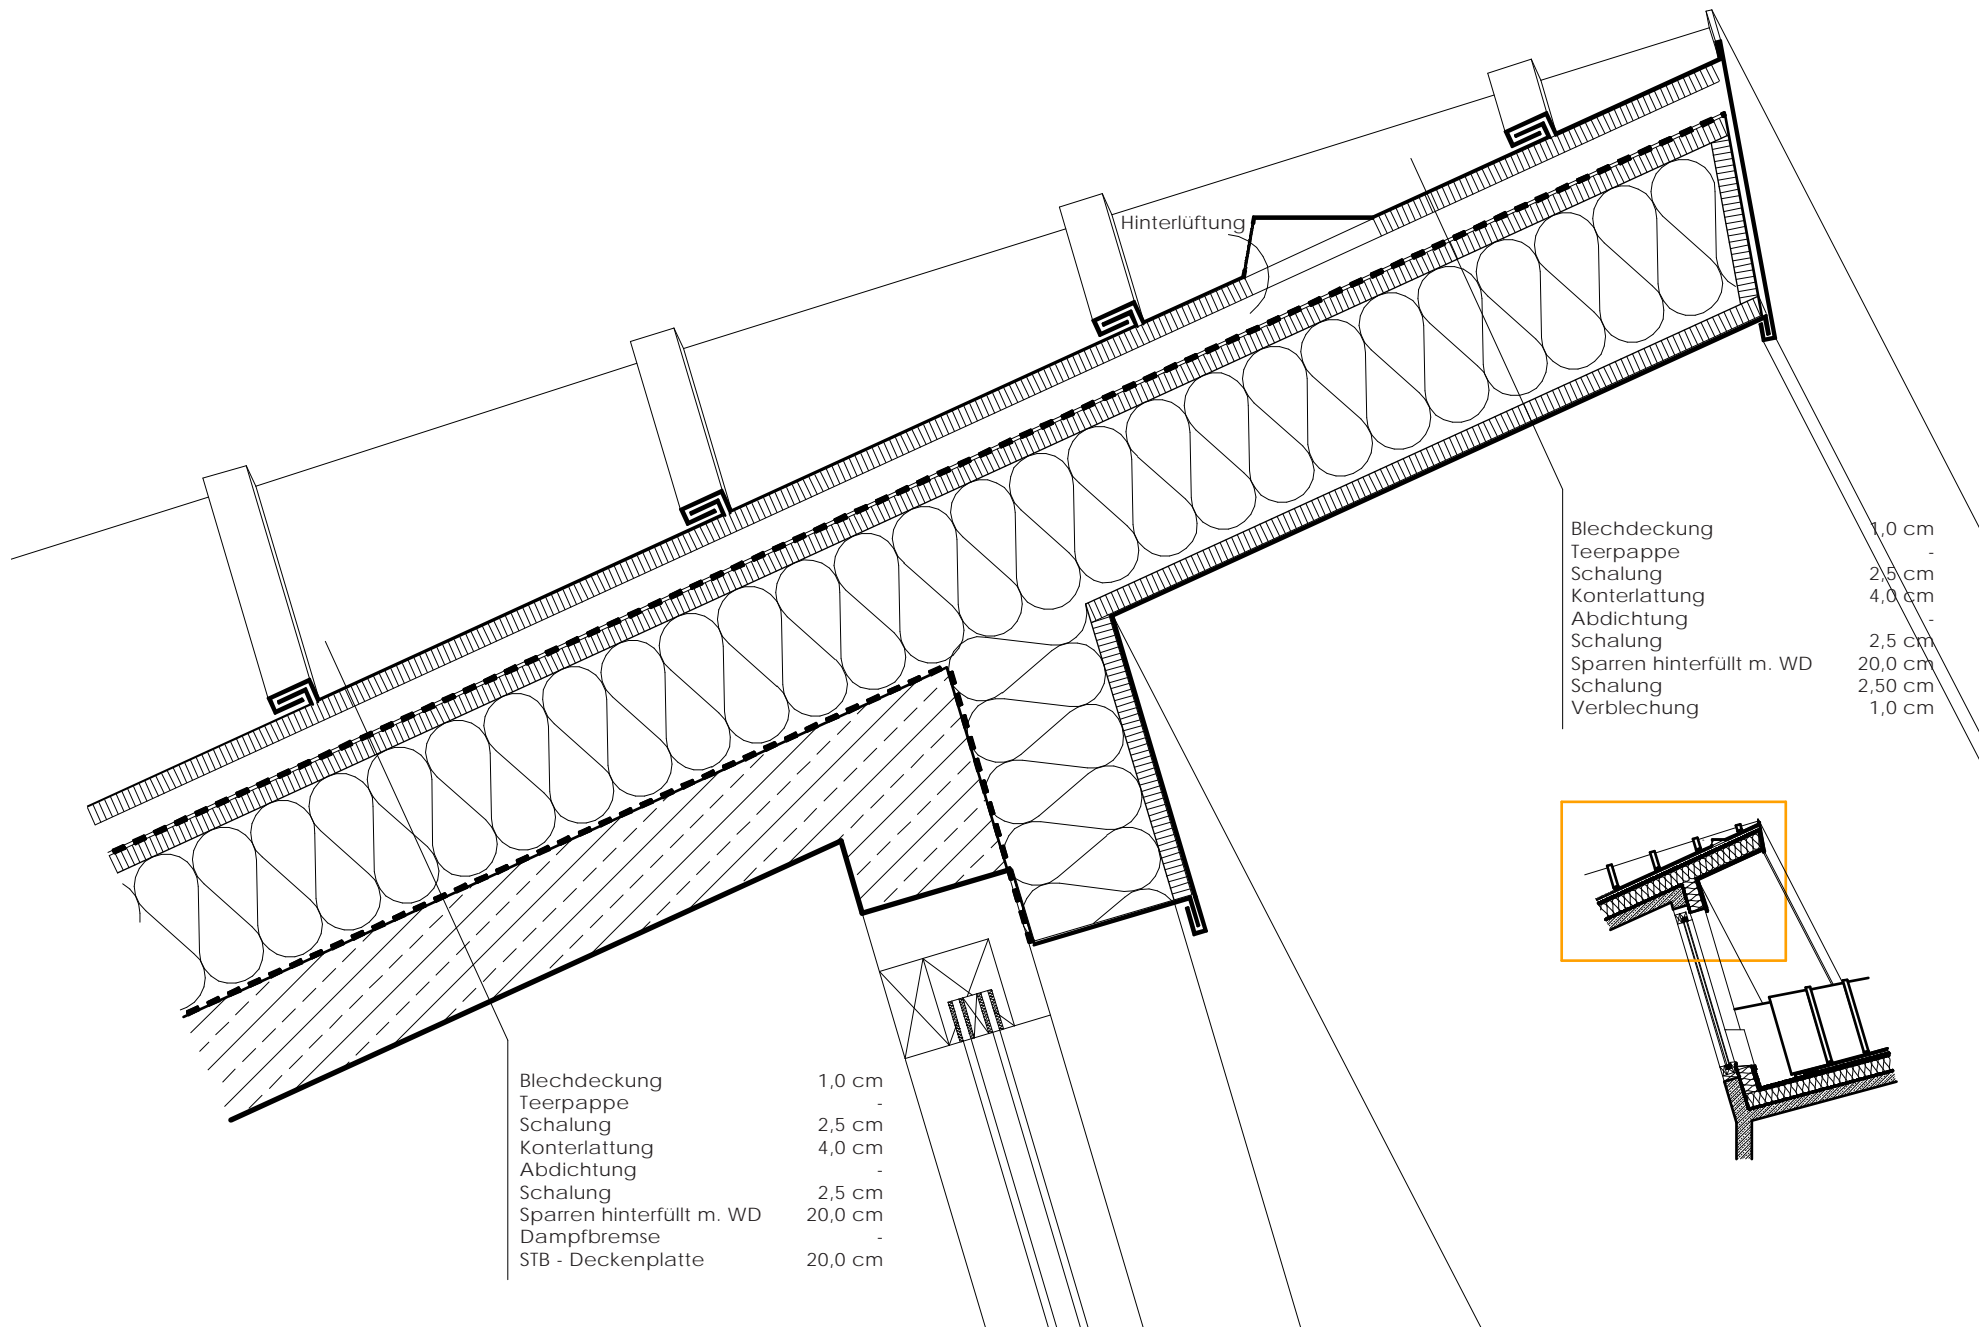 Hinterlüftung
Blechdeckung 1,0 cm
Teerpappe -
Schalung 2,5 cm
Konterlattung 4,0 cm
Abdichtung -
Schalung 2,5 cm
Sparren hinterfüllt m. WD 20,0 cm
Schalung 2,50 cm
Verblechung 1,0 cm
Blechdeckung 1,0 cm
Teerpappe -
Schalung 2,5 cm
Konterlattung 4,0 cm
Abdichtung -
Schalung 2,5 cm
Sparren hinterfüllt m. WD 20,0 cm
Dampfbremse -
STB - Deckenplatte 20,0 cm